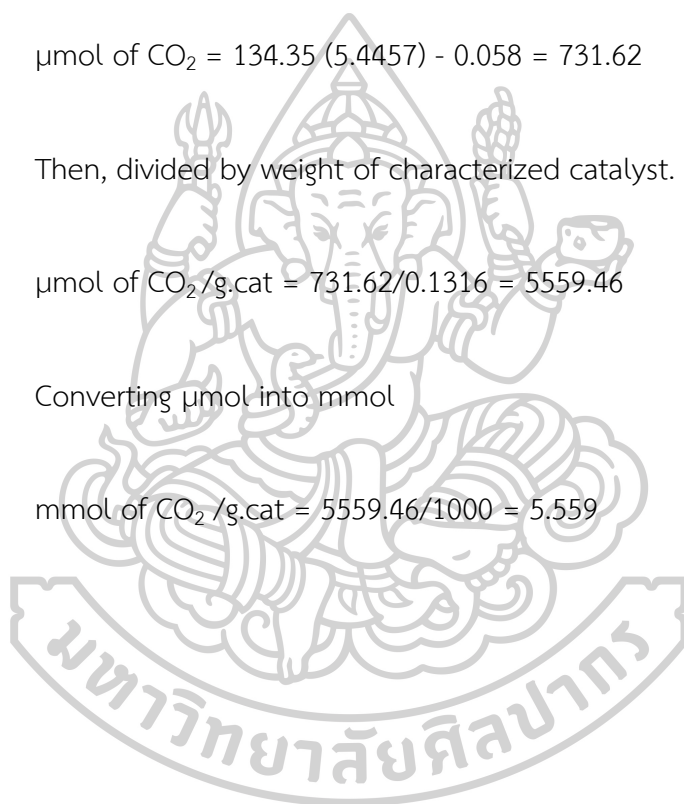 μmol of CO₂ = 134.35 (5.4457) - 0.058 = 731.62
Then, divided by weight of characterized catalyst.
μmol of CO₂ /g.cat = 731.62/0.1316 = 5559.46
Converting μmol into mmol
mmol of CO₂ /g.cat = 5559.46/1000 = 5.559
มหาวิทยาลัยศิลปากร